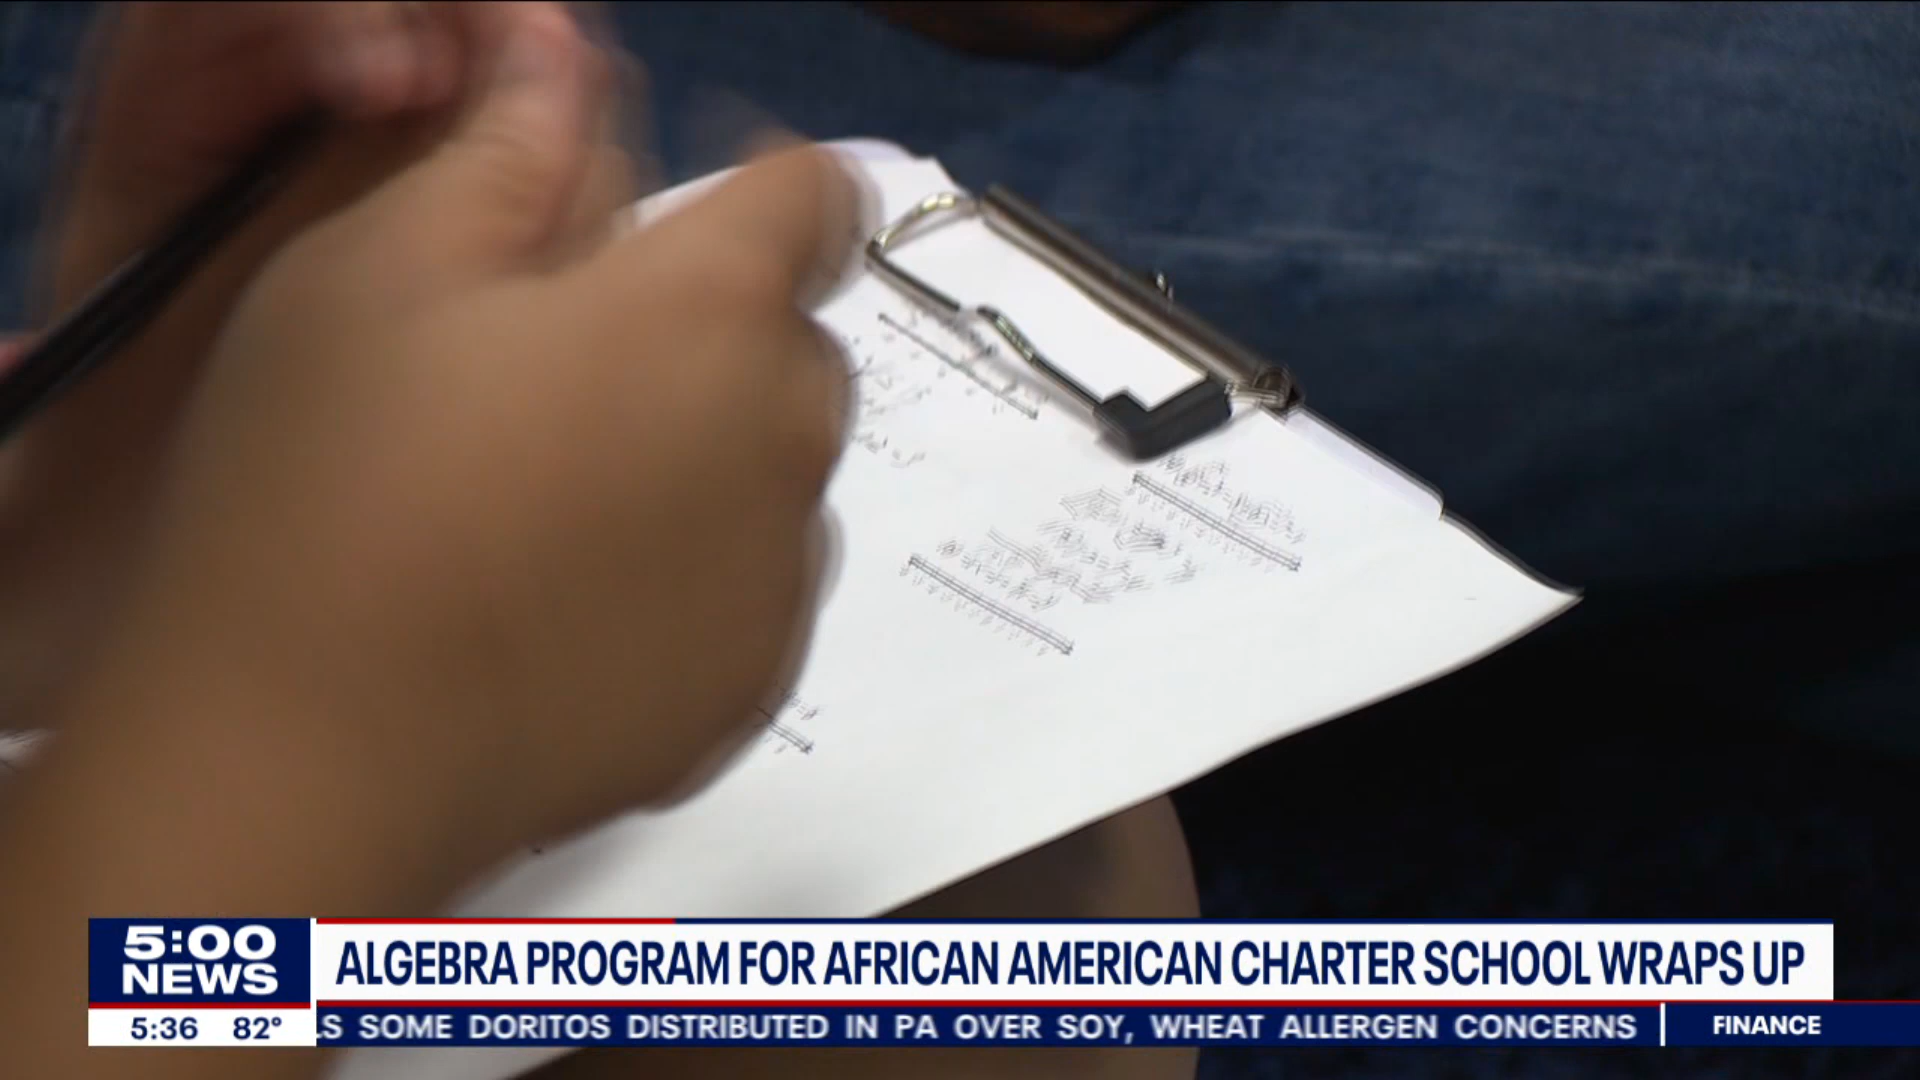 5:00
NEWS
ALGEBRA PROGRAM FOR AFRICAN AMERICAN CHARTER SCHOOL WRAPS UP
5:36 82°
LS SOME DORITOS DISTRIBUTED IN PA OVER SOY, WHEAT ALLERGEN CONCERNS
FINANCE